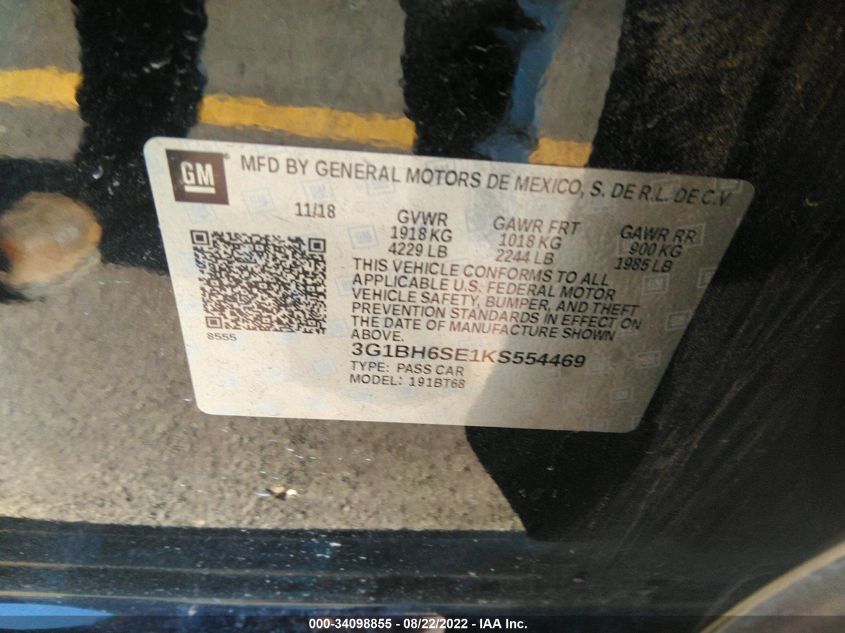 GM MFD BY GENERAL MOTORS DE MEXICO, S. DE R.L. DE C.V.
11/18 GVWR GAWR FRT GAWR RR
1918 KG 1018 KG 900 KG
4229 LB 2244 LB 1985 LB
THIS VEHICLE CONFORMS TO ALL
APPLICABLE U.S. FEDERAL MOTOR
VEHICLE SAFETY, BUMPER, AND THEFT
PREVENTION STANDARDS IN EFFECT ON
THE DATE OF MANUFACTURE SHOWN
ABOVE.
8555
3G1BH6SE1KS554469
TYPE: PASS CAR
MODEL: 191BT68
000-34098855 - 08/22/2022 - IAA Inc.